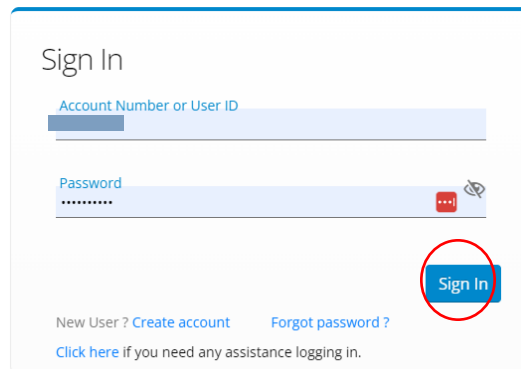 Sign In
Account Number or User ID
Password
••••••••••
Sign In
New User ? Create account Forgot password ?
Click here if you need any assistance logging in.